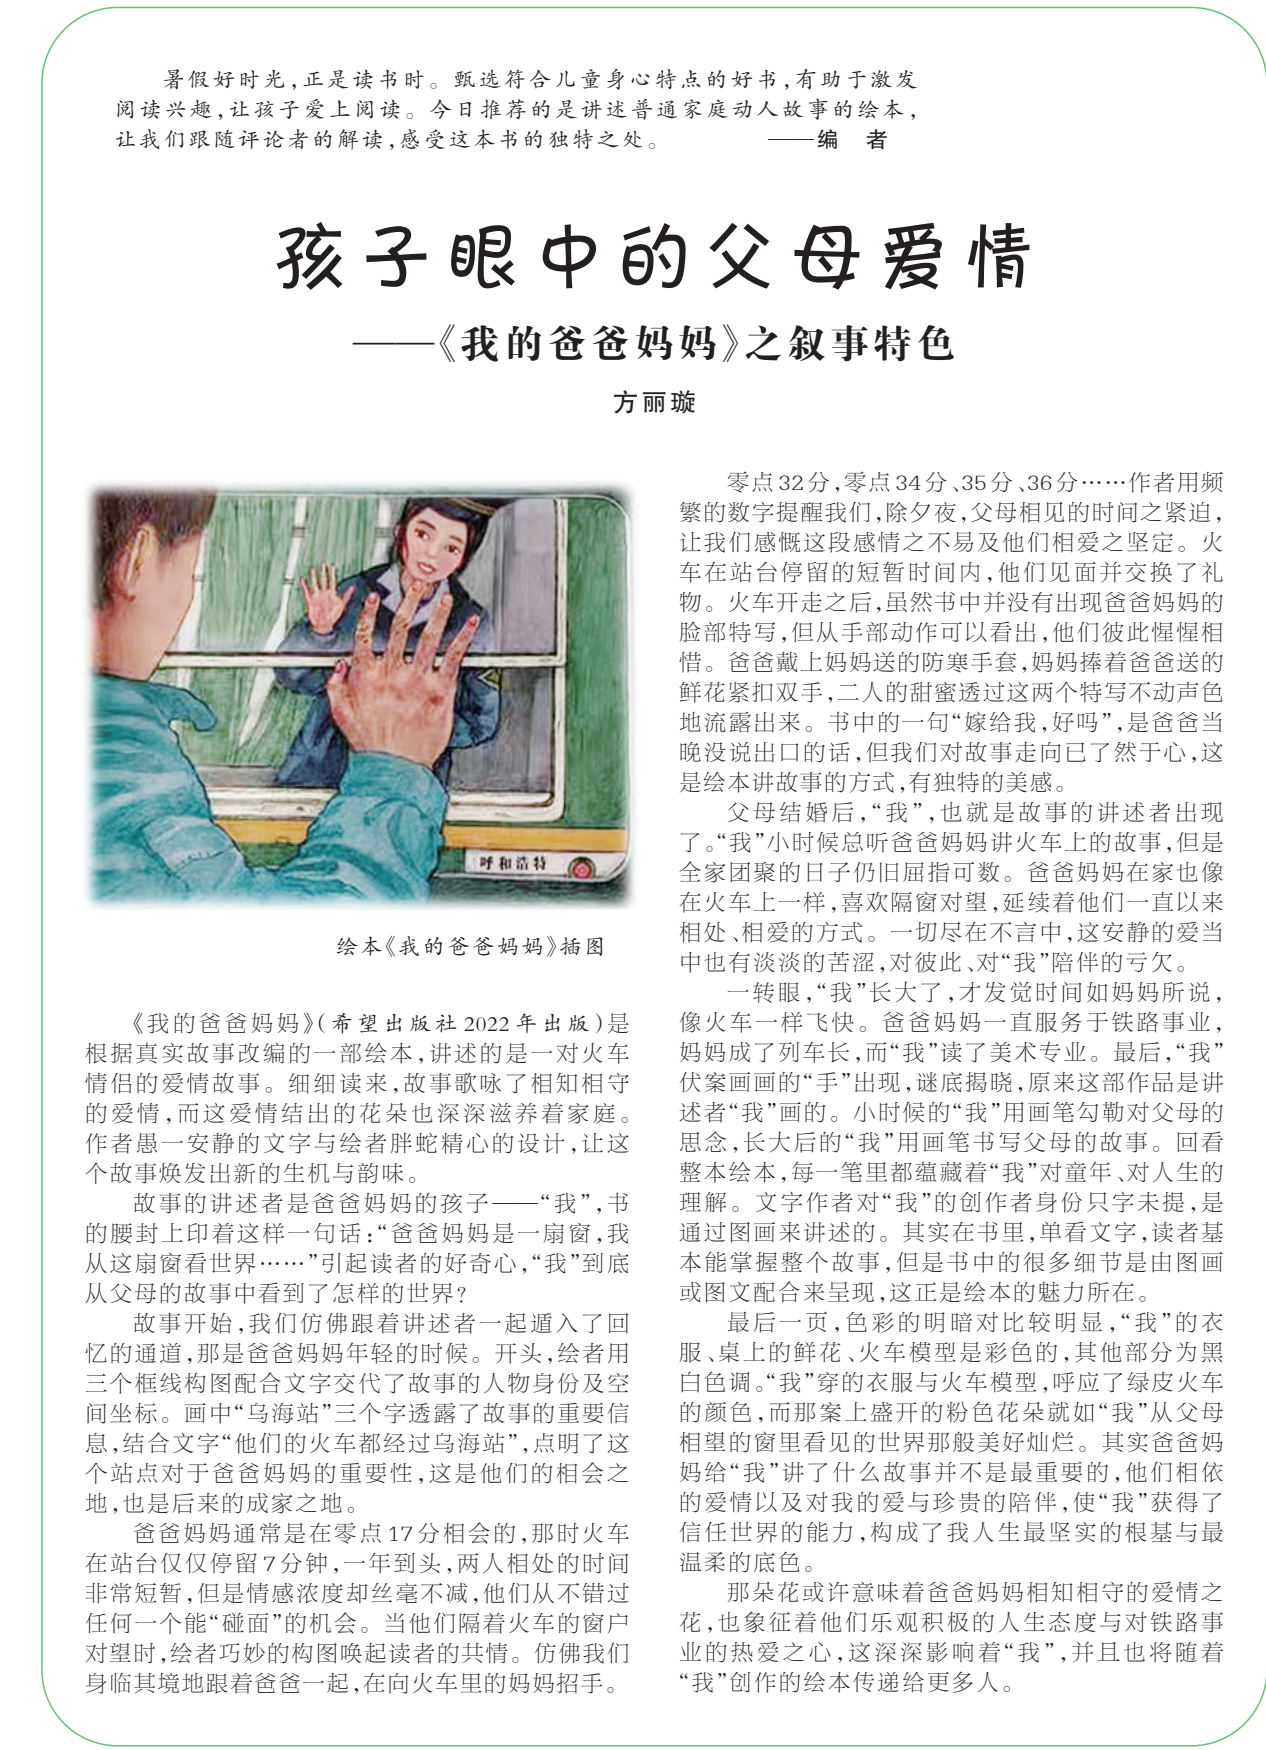 暑假好时光,正是读书时。甄选符合儿童身心特点的好书,有助于激发
阅读兴趣,让孩子爱上阅读。今日推荐的是讲述普通家庭动人故事的绘本,
让我们跟随评论者的解读,感受这本书的独特之处。 ——编 者
孩子眼中的父母爱情
——《我的爸爸妈妈》之叙事特色
方丽璇
呼和浩特
绘本《我的爸爸妈妈》插图
《我的爸爸妈妈》(希望出版社2022年出版)是
根据真实故事改编的一部绘本,讲述的是一对火车
情侣的爱情故事。细细读来,故事歌咏了相知相守
的爱情,而这爱情结出的花朵也深深滋养着家庭。
作者愚一安静的文字与绘者胖蛇精心的设计,让这
个故事焕发出新的生机与韵味。
故事的讲述者是爸爸妈妈的孩子——“我”,书
的腰封上印着这样一句话:“爸爸妈妈是一扇窗,我
从这扇窗看世界……”引起读者的好奇心,“我”到底
从父母的故事中看到了怎样的世界?
故事开始,我们仿佛跟着讲述者一起遁入了回
忆的通道,那是爸爸妈妈年轻的时候。开头,绘者用
三个框线构图配合文字交代了故事的人物身份及空
间坐标。画中“乌海站”三个字透露了故事的重要信
息,结合文字“他们的火车都经过乌海站”,点明了这
个站点对于爸爸妈妈的重要性,这是他们的相会之
地,也是后来的成家之地。
爸爸妈妈通常是在零点17分相会的,那时火车
在站台仅仅停留7分钟,一年到头,两人相处的时间
非常短暂,但是情感浓度却丝毫不减,他们从不错过
任何一个能“碰面”的机会。当他们隔着火车的窗户
对望时,绘者巧妙的构图唤起读者的共情。仿佛我们
身临其境地跟着爸爸一起,在向火车里的妈妈招手。
零点32分,零点34分、35分、36分……作者用频
繁的数字提醒我们,除夕夜,父母相见的时间之紧迫,
让我们感慨这段感情之不易及他们相爱之坚定。火
车在站台停留的短暂时间内,他们见面并交换了礼
物。火车开走之后,虽然书中并没有出现爸爸妈妈的
脸部特写,但从手部动作可以看出,他们彼此惺惺相
惜。爸爸戴上妈妈送的防寒手套,妈妈捧着爸爸送的
鲜花紧扣双手,二人的甜蜜透过这两个特写不动声色
地流露出来。书中的一句“嫁给我,好吗”,是爸爸当
晚没说出口的话,但我们对故事走向已了然于心,这
是绘本讲故事的方式,有独特的美感。
父母结婚后,“我”,也就是故事的讲述者出现
了。“我”小时候总听爸爸妈妈讲火车上的故事,但是
全家团聚的日子仍旧屈指可数。爸爸妈妈在家也像
在火车上一样,喜欢隔窗对望,延续着他们一直以来
相处、相爱的方式。一切尽在不言中,这安静的爱当
中也有淡淡的苦涩,对彼此、对“我”陪伴的亏欠。
一转眼,“我”长大了,才发觉时间如妈妈所说,
像火车一样飞快。爸爸妈妈一直服务于铁路事业,
妈妈成了列车长,而“我”读了美术专业。最后,“我”
伏案画画的“手”出现,谜底揭晓,原来这部作品是讲
述者“我”画的。小时候的“我”用画笔勾勒对父母的
思念,长大后的“我”用画笔书写父母的故事。回看
整本绘本,每一笔里都蕴藏着“我”对童年、对人生的
理解。文字作者对“我”的创作者身份只字未提,是
通过图画来讲述的。其实在书里,单看文字,读者基
本能掌握整个故事,但是书中的很多细节是由图画
或图文配合来呈现,这正是绘本的魅力所在。
最后一页,色彩的明暗对比较明显,“我”的衣
服、桌上的鲜花、火车模型是彩色的,其他部分为黑
白色调。“我”穿的衣服与火车模型,呼应了绿皮火车
的颜色,而那案上盛开的粉色花朵就如“我”从父母
相望的窗里看见的世界那般美好灿烂。其实爸爸妈
妈给“我”讲了什么故事并不是最重要的,他们相依
的爱情以及对我的爱与珍贵的陪伴,使“我”获得了
信任世界的能力,构成了我人生最坚实的根基与最
温柔的底色。
那朵花或许意味着爸爸妈妈相知相守的爱情之
花,也象征着他们乐观积极的人生态度与对铁路事
业的热爱之心,这深深影响着“我”,并且也将随着
“我”创作的绘本传递给更多人。